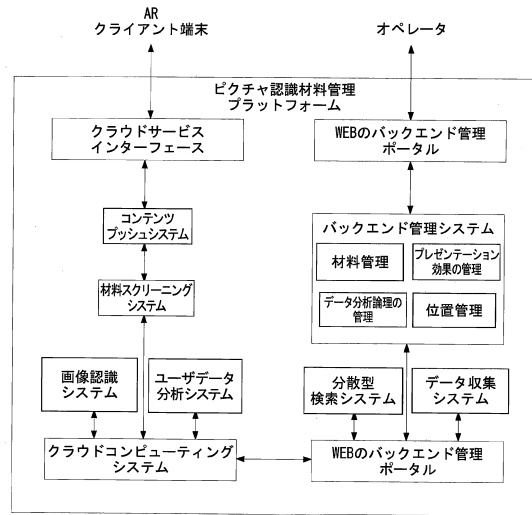 AR
クライアント端末
オペレータ
ピクチャ認識材料管理
プラットフォーム
クラウドサービス
インターフェース
WEBのバックエンド管理
ポータル
コンテンツ
プッシュシステム
バックエンド管理システム
材料管理
プレゼンテーション
効果の管理
材料スクリーニング
システム
データ分析論理の
管理
位置管理
画像認識
システム
ユーザデータ
分析システム
分散型
検索システム
データ収集
システム
クラウドコンピューティング
システム
WEBのバックエンド管理
ポータル